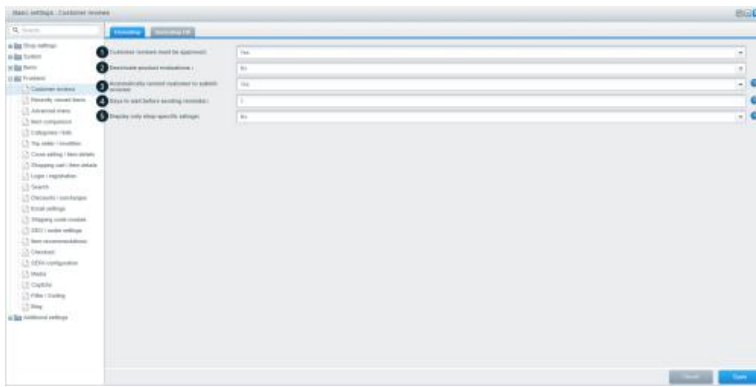 Basic settings - Customer reviews
Search
Shop settings
System
Items
Frontend
Customer reviews
Recently viewed items
Advanced menu
Item comparison
Categories / lists
Top seller / novelties
Cross selling / item details
Shopping cart / item details
Login / registration
Search
Discounts / surcharges
Email settings
Shipping costs module
SEO / router settings
Item recommendations
Checkout
SEPA configuration
Media
Captcha
Filter / Sorting
Blog
Additional settings
1 Customer reviews must be approved: Yes
2 Deactivate product evaluations: No
3 Automatically remind customer to submit reviews: Yes
4 Days to wait before sending reminder:
5 Display only shop specific ratings: No
Save